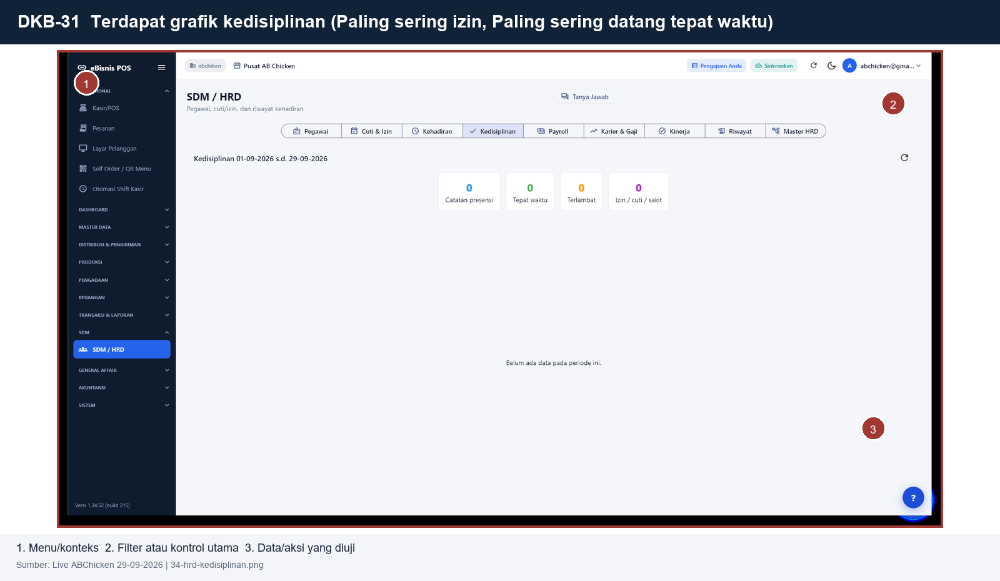 DKB-31 Terdapat grafik kedisiplinan (Paling sering izin, Paling sering datang tepat waktu)
eBisnis POS
1
IONAL
Kasir/POS
Pesanan
Layar Pelanggan
Self Order / QR Menu
Otomasi Shift Kasir
DASHBOARD
MASTER DATA
DISTRIBUSI & PENGIRIMAN
PRODUKSI
PENGADAAN
KEUANGAN
TRANSAKSI & LAPORAN
SDM
SDM / HRD
GENERAL AFFAIR
AKUNTANSI
SISTEM
Versi 1.34.52 (build 215)
abchiken Pusat AB Chicken Pengajuan Anda Sinkronkan A abchicken@gma...
SDM / HRD Tanya Jawab
2
Pegawai, cuti/izin, dan riwayat kehadiran
Pegawai Cuti & Izin Kehadiran Kedisiplinan Payroll Karier & Gaji Kinerja Riwayat Master HRD
Kedisiplinan 01-09-2026 s.d. 29-09-2026
0 0 0 0
Catatan presensi Tepat waktu Terlambat Izin / cuti / sakit
Belum ada data pada periode ini.
3
?
1. Menu/konteks 2. Filter atau kontrol utama 3. Data/aksi yang diuji
Sumber: Live ABChicken 29-09-2026 | 34-hrd-kedisiplinan.png